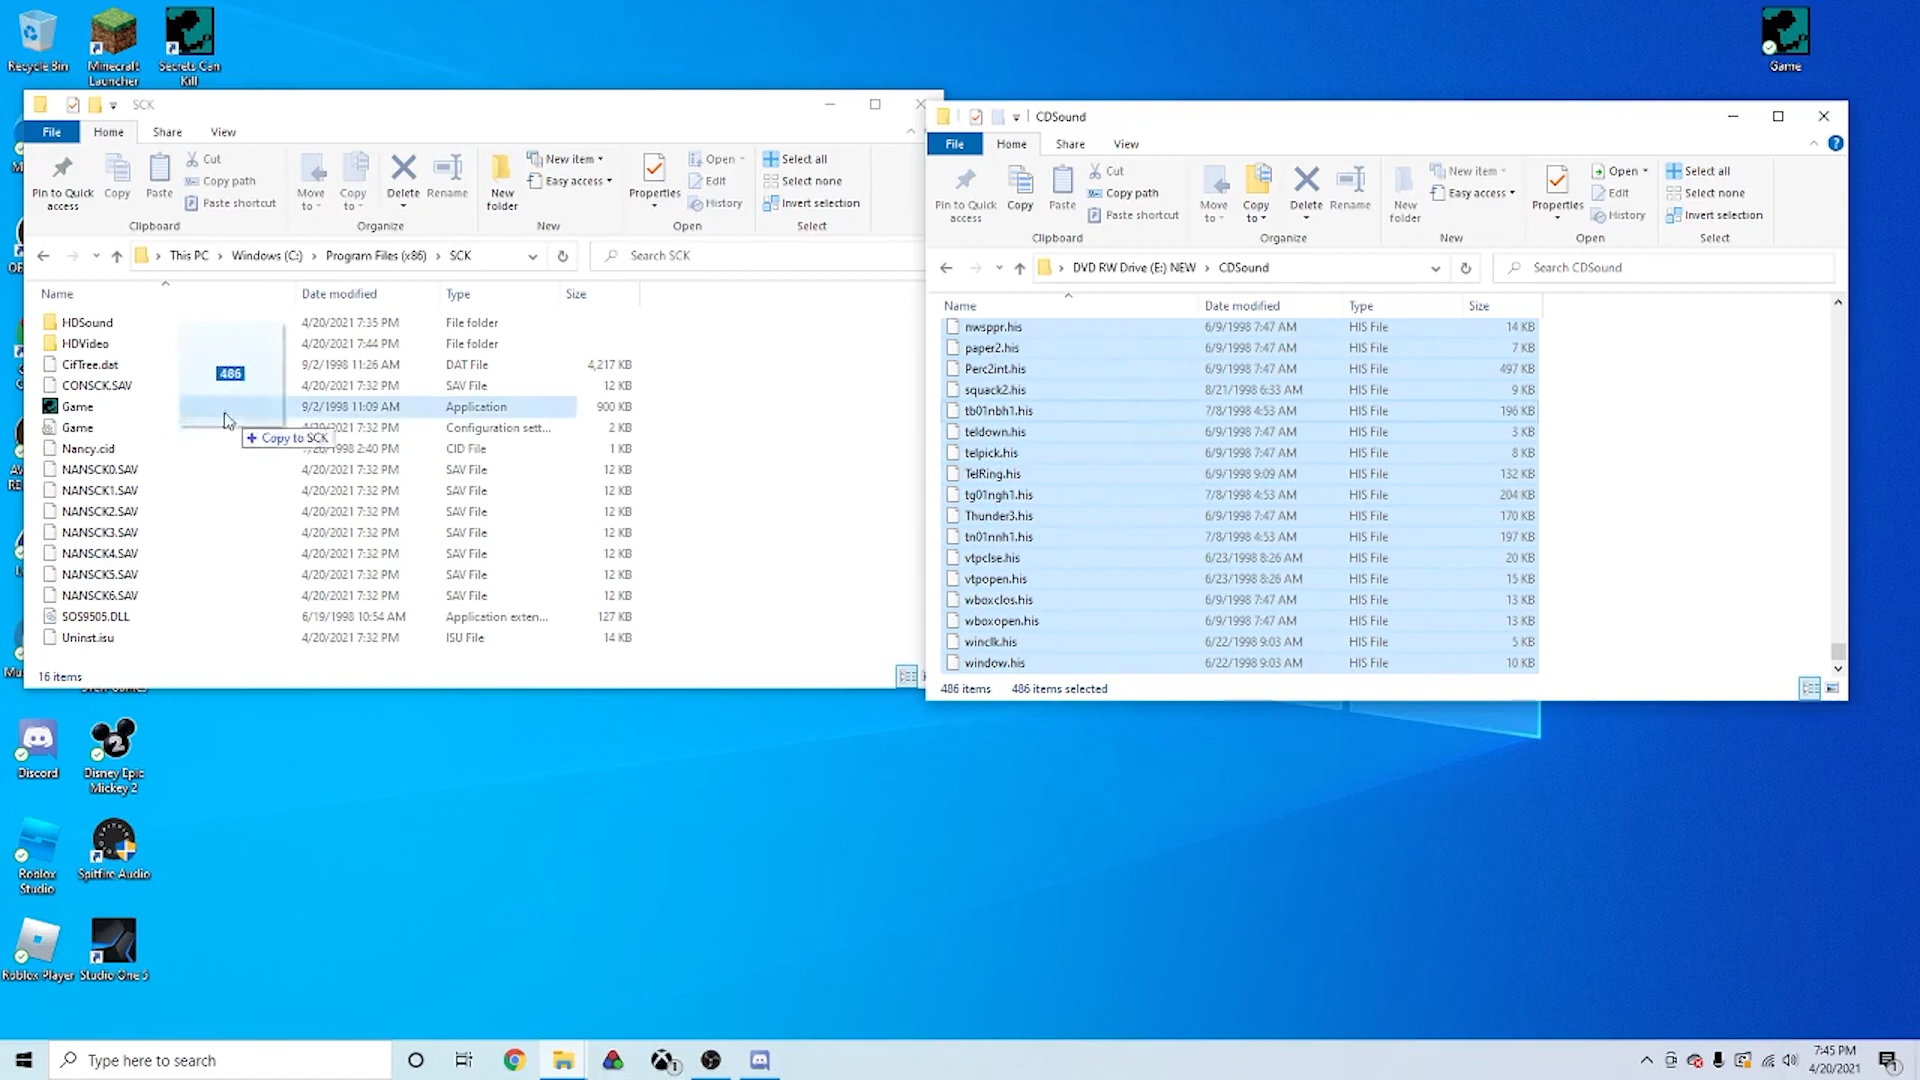 Recycle Bin
Minecraft Launcher
Secrets Can Kill
Game
SCK
File Home Share View
Pin to Quick access
Copy
Paste
Cut
Copy path
Paste shortcut
Clipboard
Move to
Copy to
Delete
Rename
Organize
New folder
New item
Easy access
New
Properties
Open
Edit
History
Open
Select all
Select none
Invert selection
Select
This PC > Windows (C:) > Program Files (x86) > SCK
Search SCK
Name Date modified Type Size
HDSound 4/20/2021 7:35 PM File folder
HDVideo 4/20/2021 7:44 PM File folder
CifTree.dat 9/2/1998 11:26 AM DAT File 4,217 KB
CONSCK.SAV 4/20/2021 7:32 PM SAV File 12 KB
Game 9/2/1998 11:09 AM Application 900 KB
Game 4/20/2021 7:32 PM Configuration sett... 2 KB
Nancy.cid 1998 2:40 PM CID File 1 KB
NANSCK0.SAV 4/20/2021 7:32 PM SAV File 12 KB
NANSCK1.SAV 4/20/2021 7:32 PM SAV File 12 KB
NANSCK2.SAV 4/20/2021 7:32 PM SAV File 12 KB
NANSCK3.SAV 4/20/2021 7:32 PM SAV File 12 KB
NANSCK4.SAV 4/20/2021 7:32 PM SAV File 12 KB
NANSCK5.SAV 4/20/2021 7:32 PM SAV File 12 KB
NANSCK6.SAV 4/20/2021 7:32 PM SAV File 12 KB
SOS9505.DLL 6/19/1998 10:54 AM Application exten... 127 KB
Uninst.isu 4/20/2021 7:32 PM ISU File 14 KB
486
+ Copy to SCK
16 items
CDSound
File Home Share View
Pin to Quick access
Copy
Paste
Cut
Copy path
Paste shortcut
Clipboard
Move to
Copy to
Delete
Rename
Organize
New folder
New item
Easy access
New
Properties
Open
Edit
History
Open
Select all
Select none
Invert selection
Select
DVD RW Drive (E:) NEW > CDSound
Search CDSound
Name Date modified Type Size
nwsppr.his 6/9/1998 7:47 AM HIS File 14 KB
paper2.his 6/9/1998 7:47 AM HIS File 7 KB
Perc2int.his 6/9/1998 7:47 AM HIS File 497 KB
squack2.his 8/21/1998 6:33 AM HIS File 9 KB
tb01nbh1.his 7/8/1998 4:53 AM HIS File 196 KB
teldown.his 6/9/1998 7:47 AM HIS File 3 KB
telpick.his 6/9/1998 7:47 AM HIS File 8 KB
TelRing.his 6/9/1998 9:09 AM HIS File 132 KB
tg01ngh1.his 7/8/1998 4:53 AM HIS File 204 KB
Thunder3.his 6/9/1998 7:47 AM HIS File 170 KB
tn01nnh1.his 7/8/1998 4:53 AM HIS File 197 KB
vtpclse.his 6/23/1998 8:26 AM HIS File 20 KB
vtpopen.his 6/23/1998 8:26 AM HIS File 15 KB
wboxclos.his 6/9/1998 7:47 AM HIS File 13 KB
wboxopen.his 6/9/1998 7:47 AM HIS File 13 KB
winclk.his 6/22/1998 9:03 AM HIS File 5 KB
window.his 6/22/1998 9:03 AM HIS File 10 KB
486 items 486 items selected
Discord
Disney Epic Mickey 2
Roblox Studio
Spitfire Audio
Roblox Player
Studio One 5
Type here to search
7:45 PM
4/20/2021